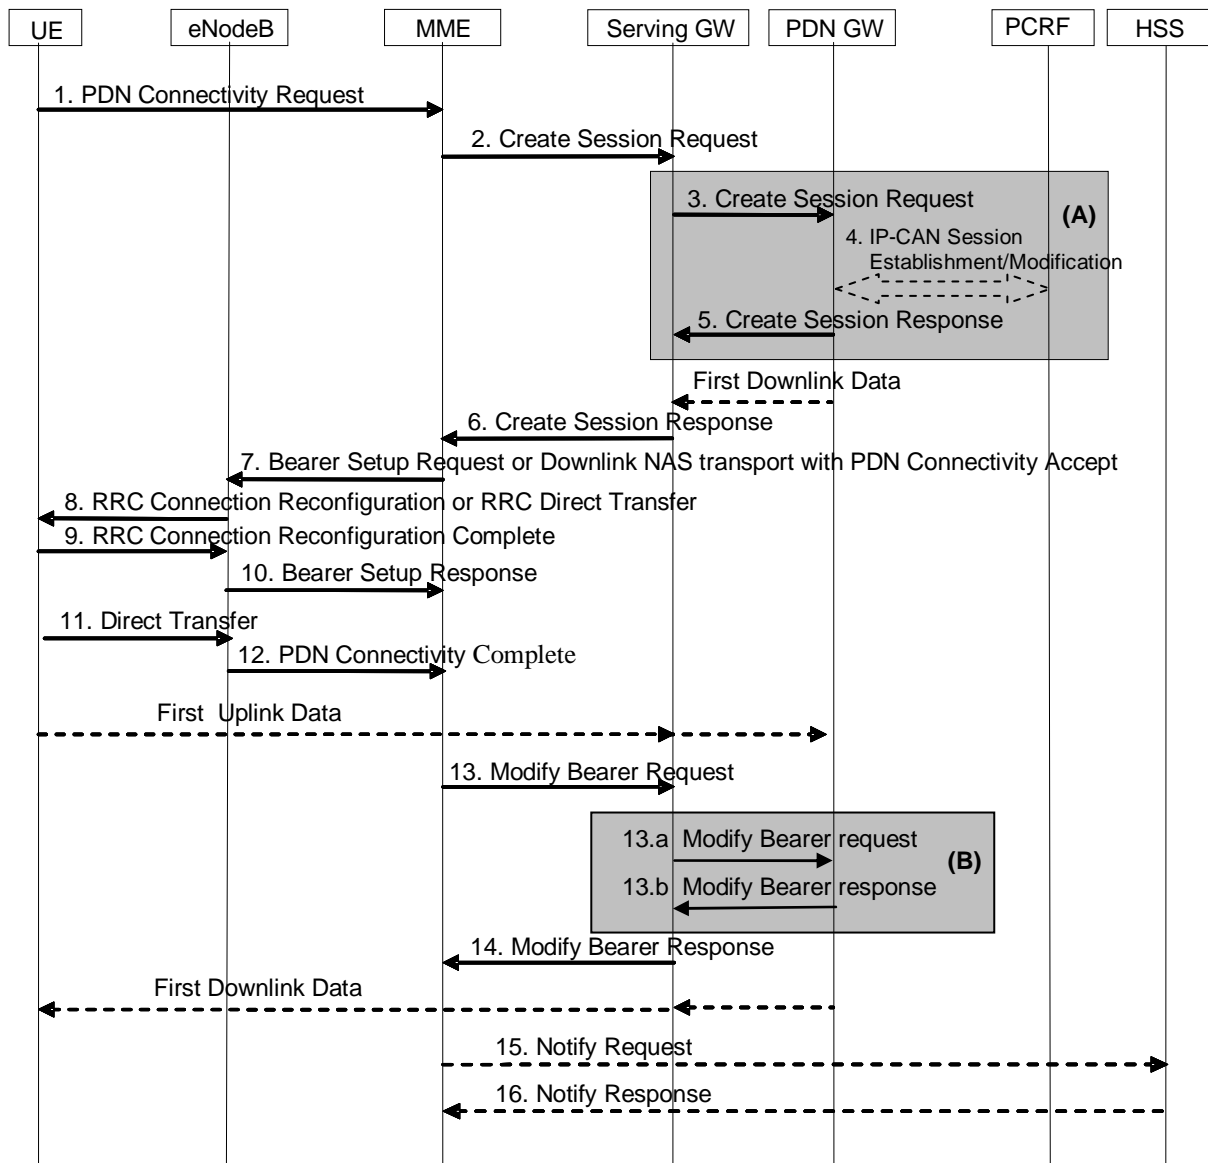 UE
eNodeB
MME
Serving GW
PDN GW
PCRF
HSS
1. PDN Connectivity Request
2. Create Session Request
3. Create Session Request
(A)
4. IP-CAN Session
Establishment/Modification
5. Create Session Response
First Downlink Data
6. Create Session Response
7. Bearer Setup Request or Downlink NAS transport with PDN Connectivity Accept
8. RRC Connection Reconfiguration or RRC Direct Transfer
9. RRC Connection Reconfiguration Complete
10. Bearer Setup Response
11. Direct Transfer
12. PDN Connectivity Complete
First Uplink Data
13. Modify Bearer Request
13.a Modify Bearer request
(B)
13.b Modify Bearer response
14. Modify Bearer Response
First Downlink Data
15. Notify Request
16. Notify Response